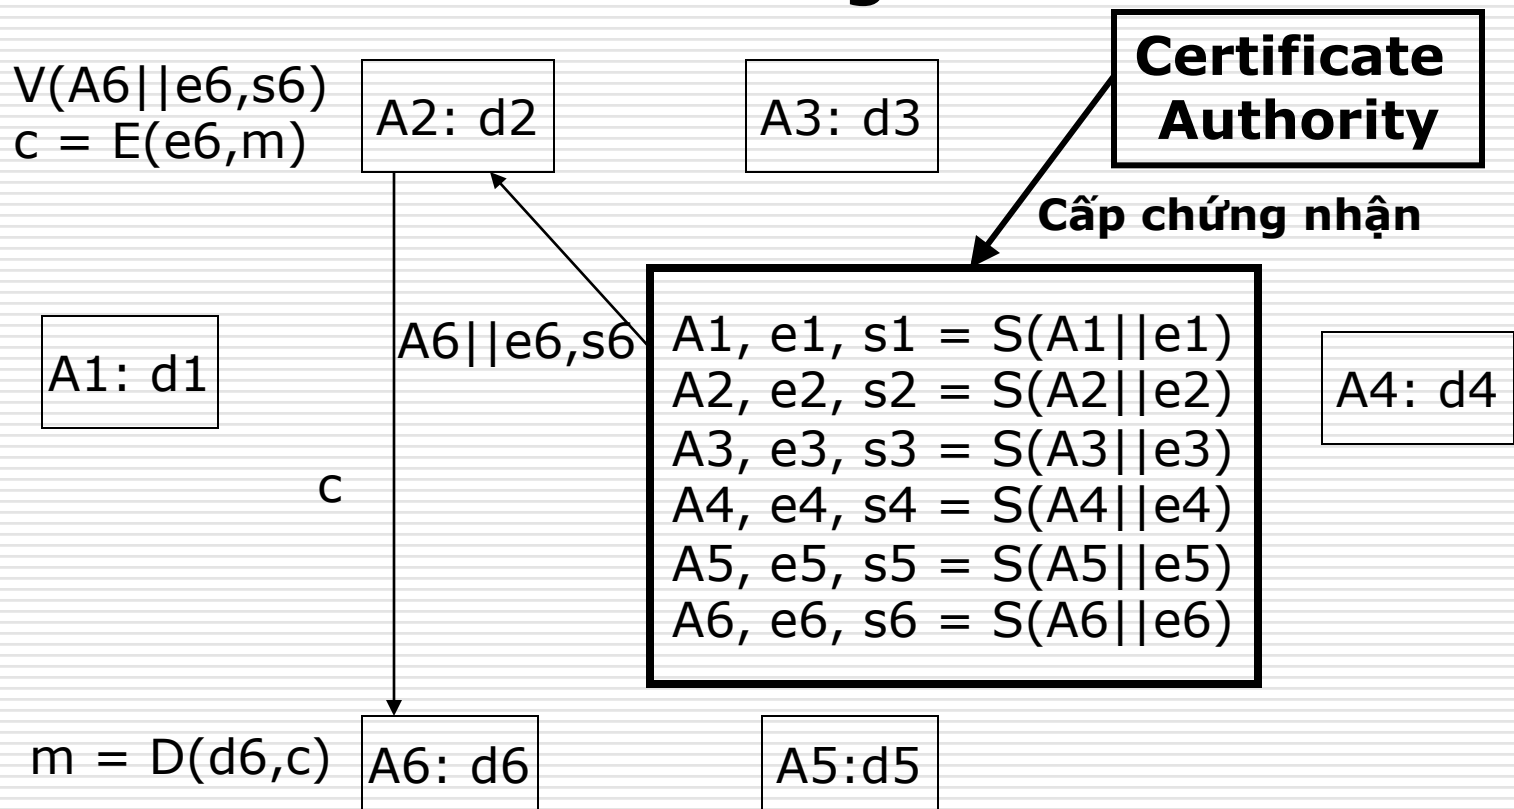 Certificate
Authority
V(A6||e6,s6)
c = E(e6,m)
A2: d2
A3: d3
Cấp chứng nhận
A1: d1
A6||e6,s6
A1, e1, s1 = S(A1||e1)
A2, e2, s2 = S(A2||e2)
A3, e3, s3 = S(A3||e3)
A4, e4, s4 = S(A4||e4)
A5, e5, s5 = S(A5||e5)
A6, e6, s6 = S(A6||e6)
A4: d4
c
m = D(d6,c)
A6: d6
A5:d5